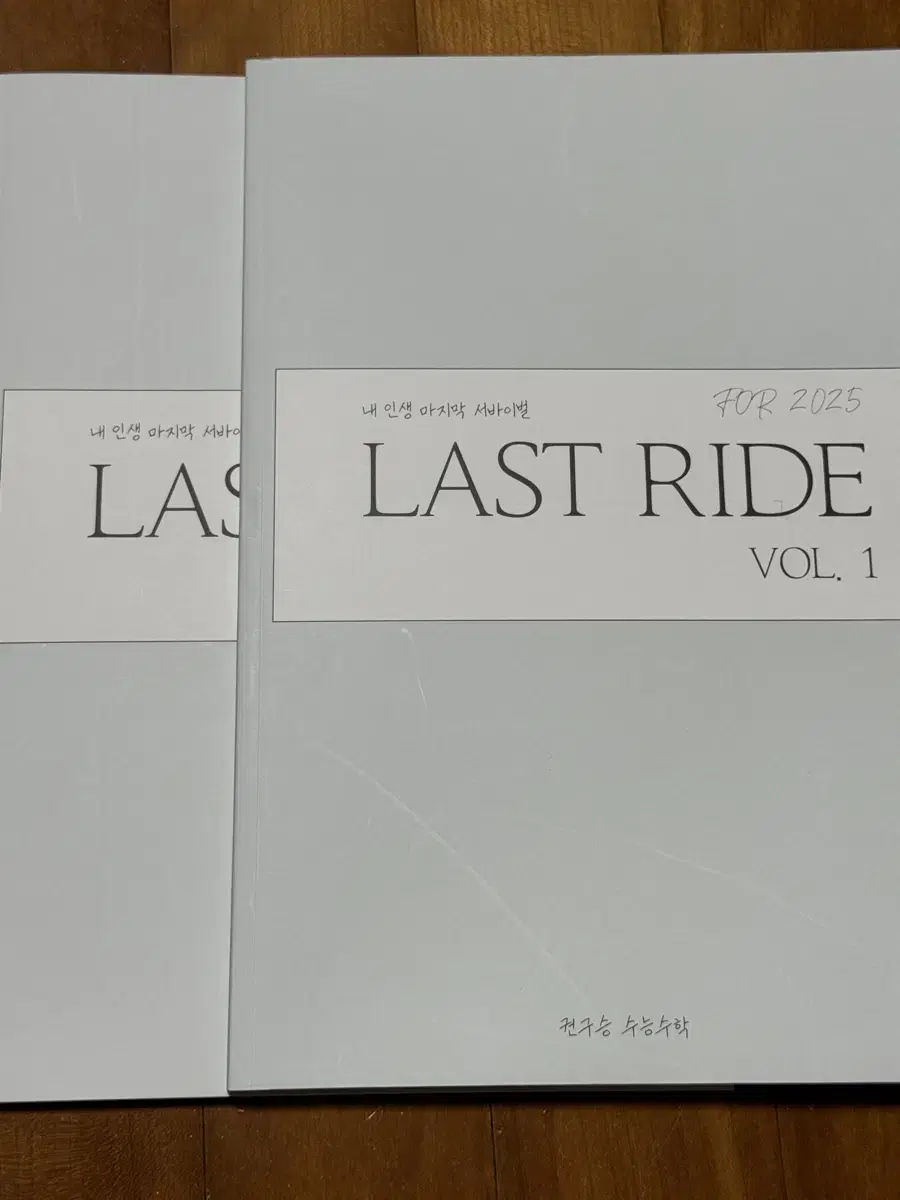 내 인생 마지막 서바이
LAS
내 인생 마지막 서바이벌
FOR 2025
LAST RIDE
VOL. 1
권구승 수능수학